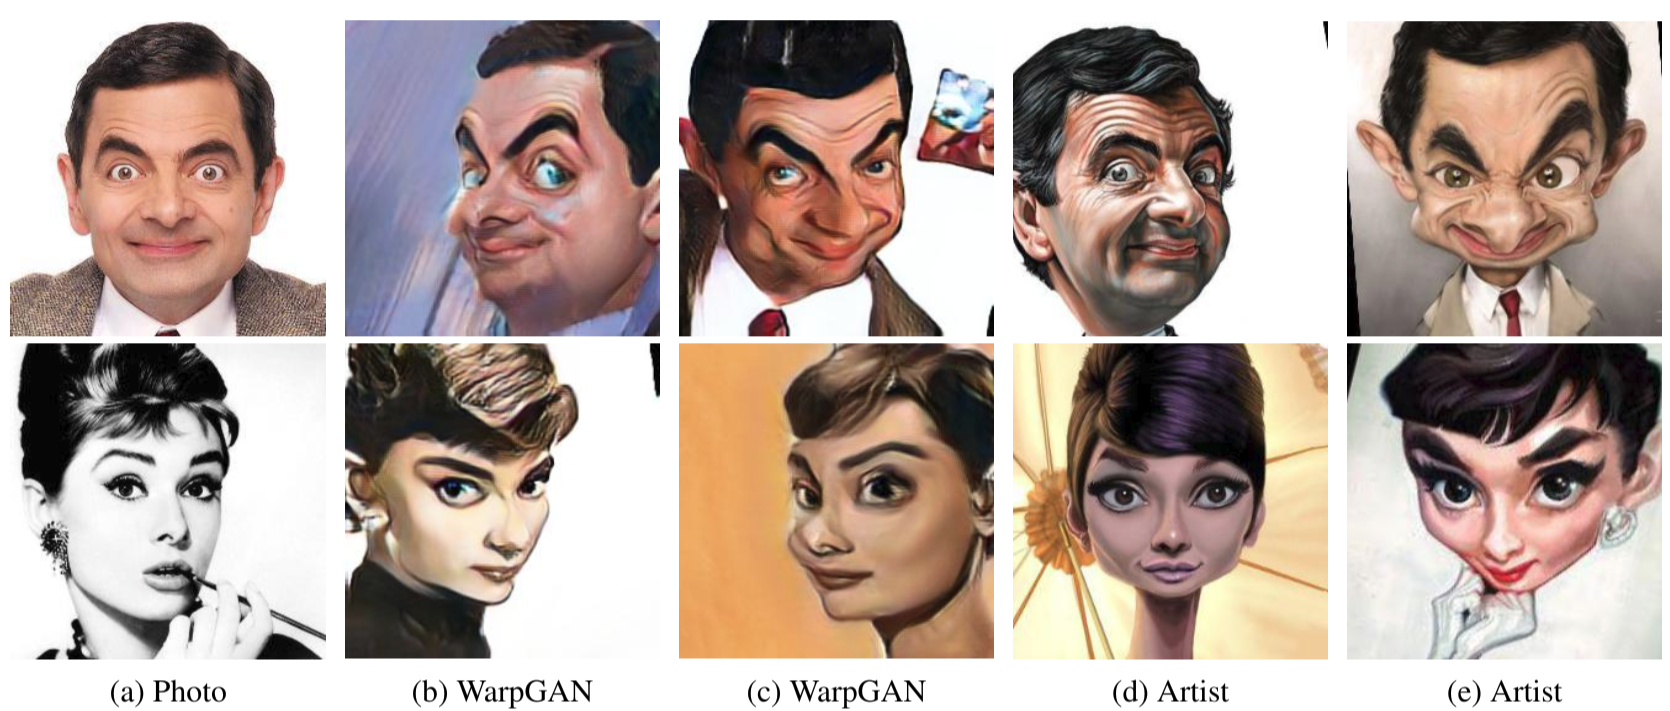 (a) Photo
(b) WarpGAN
(c) WarpGAN
(d) Artist
(e) Artist